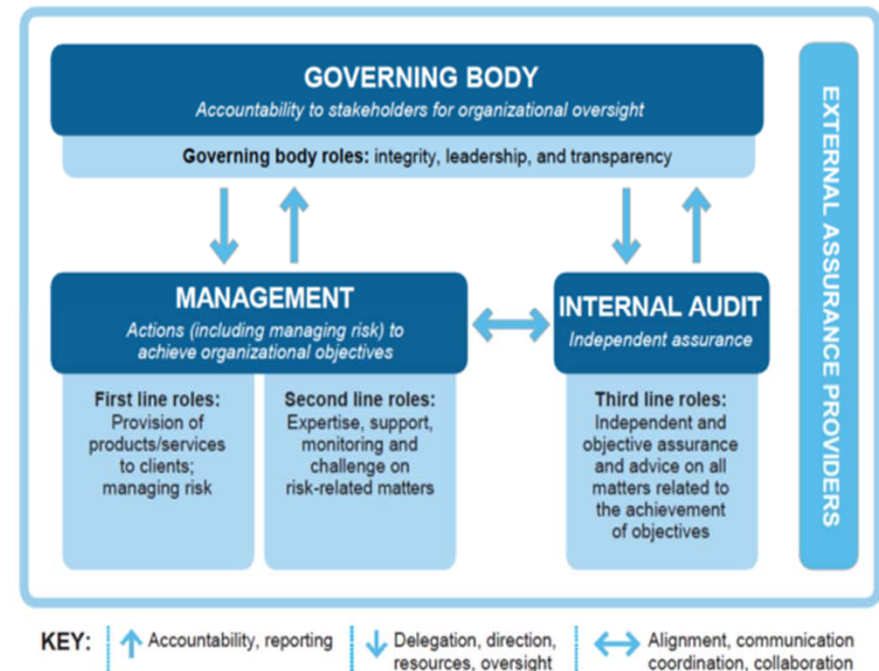 GOVERNING BODY
Accountability to stakeholders for organizational oversight
Governing body roles: integrity, leadership, and transparency
MANAGEMENT
Actions (including managing risk) to
achieve organizational objectives
First line roles:
Provision of
products/services
to clients;
managing risk
Second line roles:
Expertise, support,
monitoring and
challenge on
risk-related matters
INTERNAL AUDIT
Independent assurance
Third line roles:
Independent and
objective assurance
and advice on all
matters related to
the achievement
of objectives
EXTERNAL ASSURANCE PROVIDERS
KEY:
Accountability, reporting
Delegation, direction,
resources, oversight
Alignment, communication
coordination, collaboration